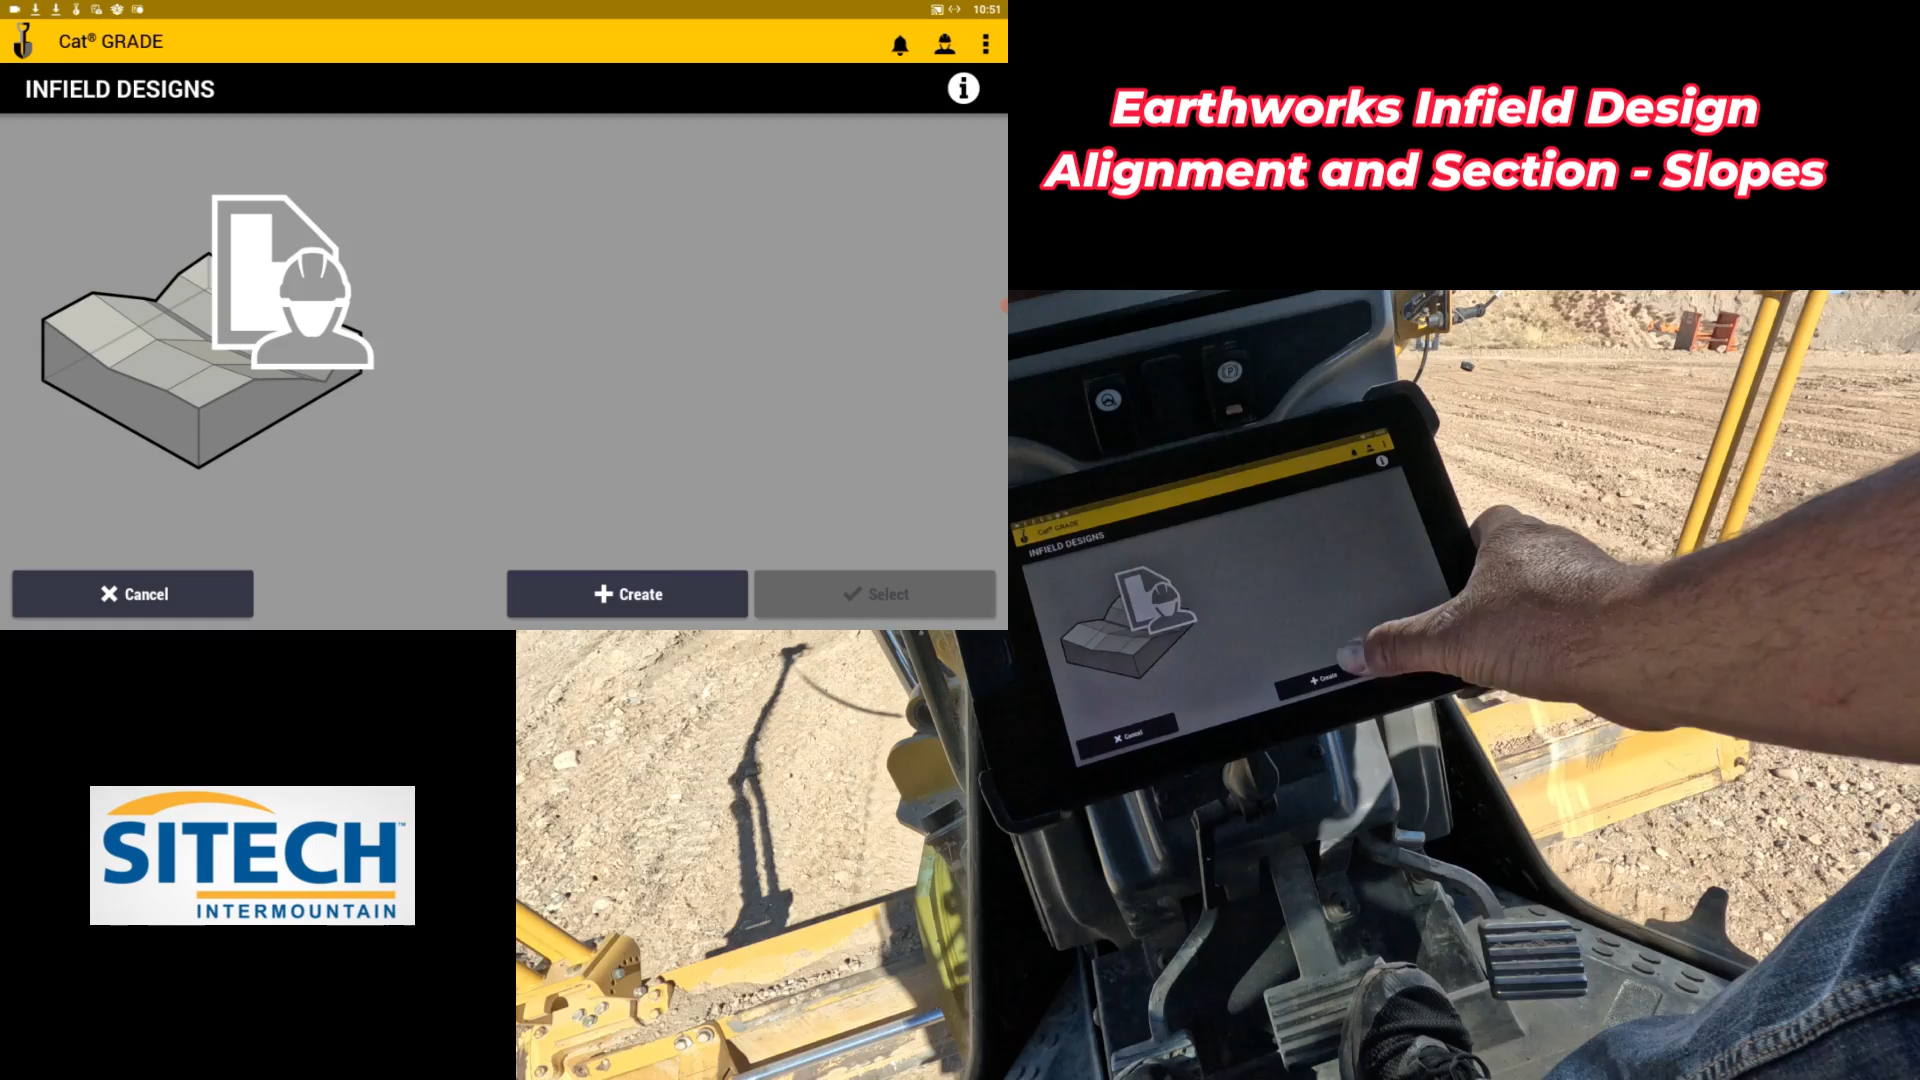 10:51
Cat® GRADE
INFIELD DESIGNS
Cancel
Create
Select
Earthworks Infield Design
Alignment and Section - Slopes
Cat® GRADE
INFIELD DESIGNS
Create
Cancel
SITECH™
INTERMOUNTAIN